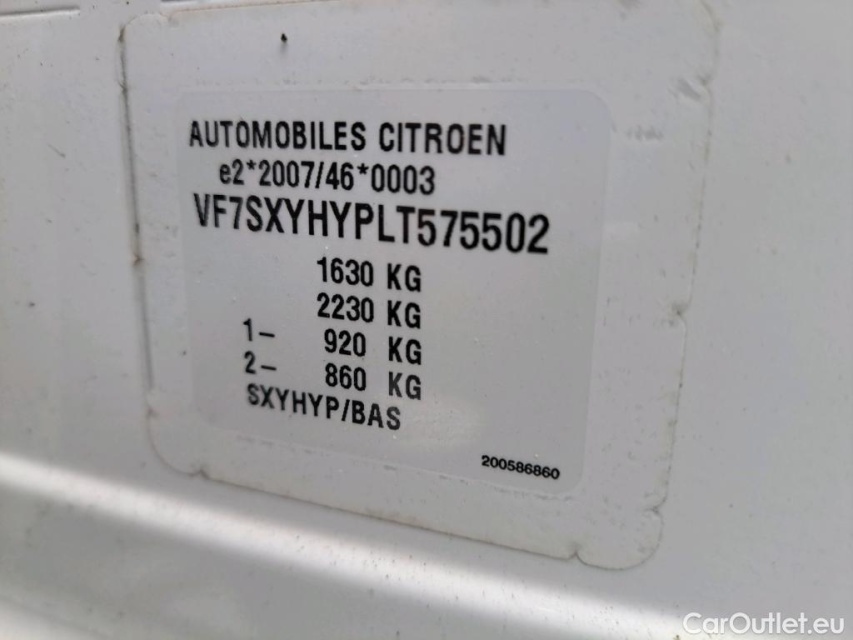 AUTOMOBILES CITROEN
e2*2007/46*0003
VF7SXYHYPLT575502
1630 KG
2230 KG
1- 920 KG
2- 860 KG
SXYHYP/BAS
200586860
CarOutlet.eu